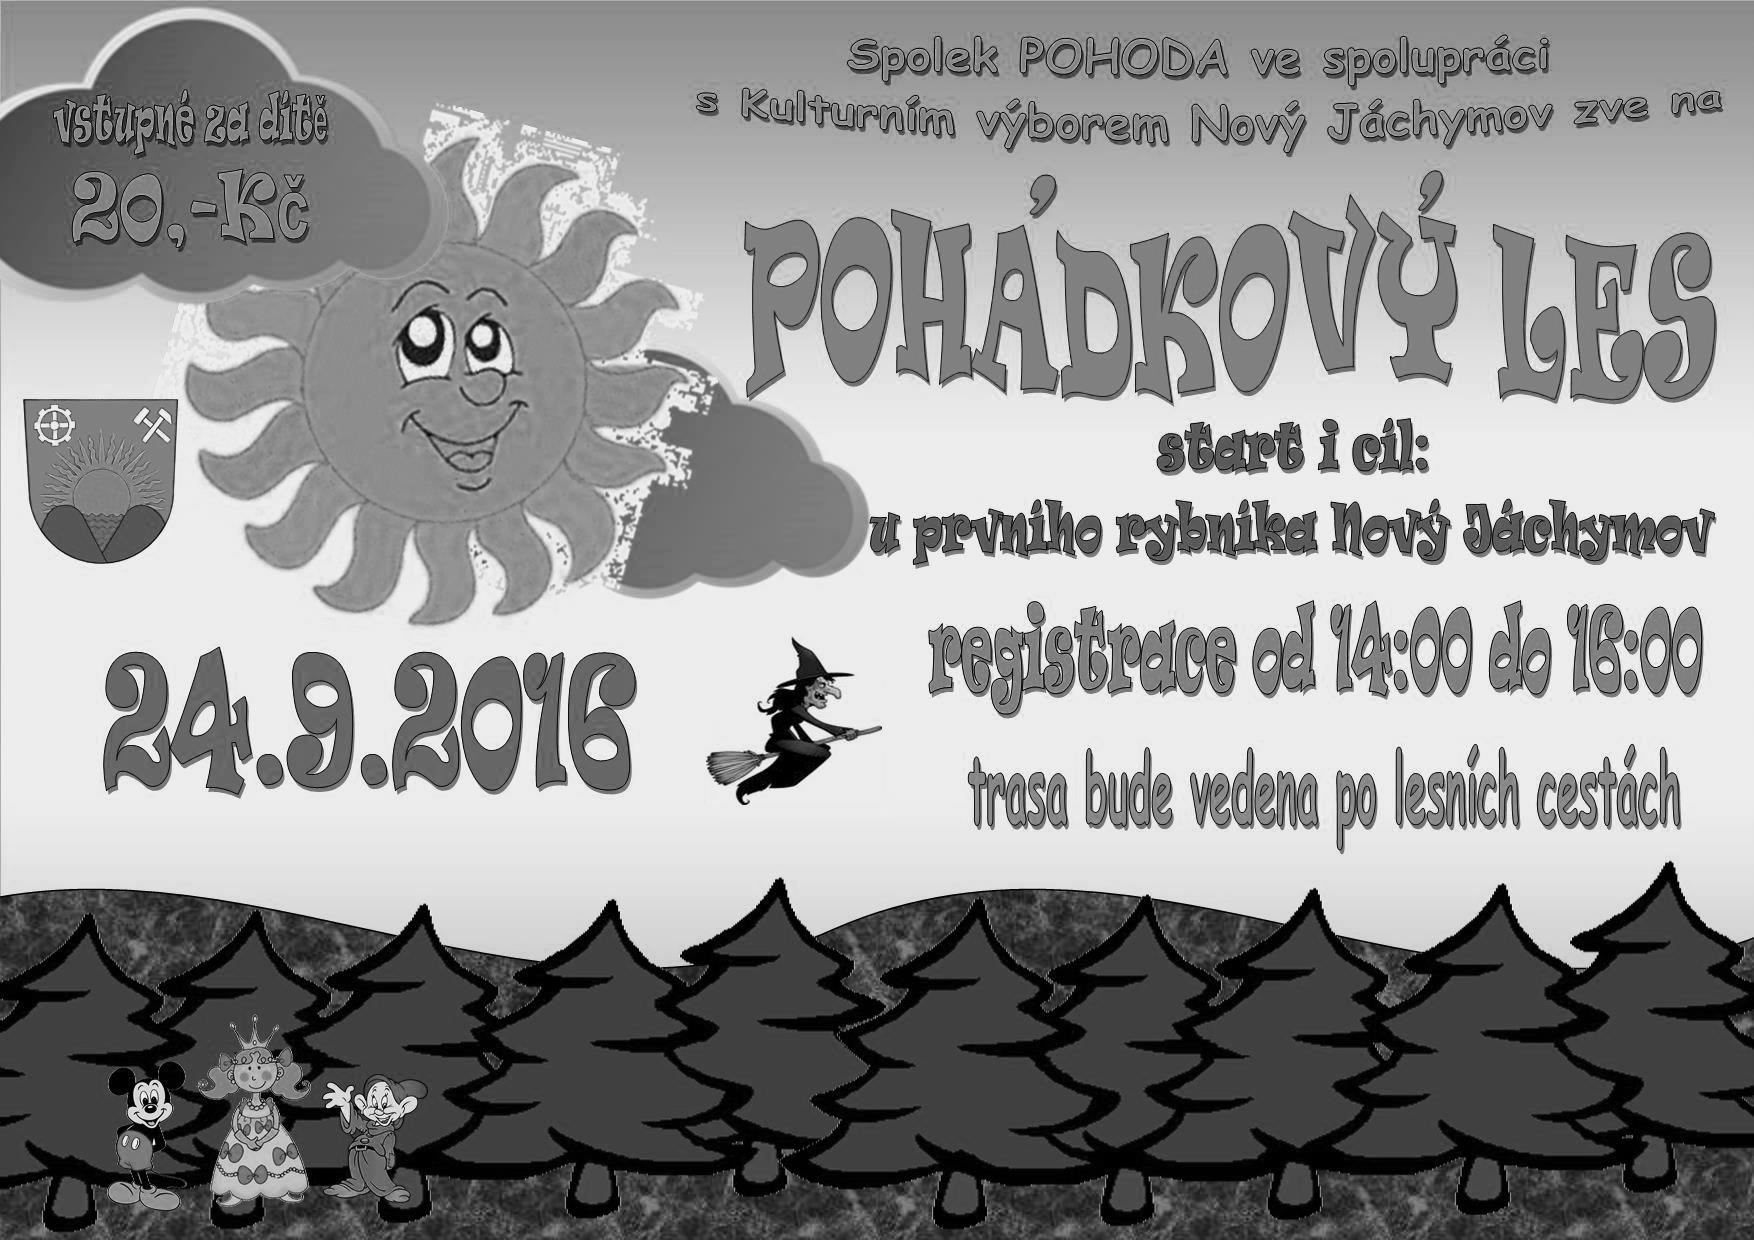 vstupné za dítě
20,-Kč
Spolek POHODA ve spolupráci
s Kulturním výborem Nový Jáchymov zve na
POHÁDKOVÝ LES
start i cíl:
u prvního rybníka Nový Jáchymov
registrace od 14:00 do 16:00
24.9.2016
trasa bude vedena po lesních cestách